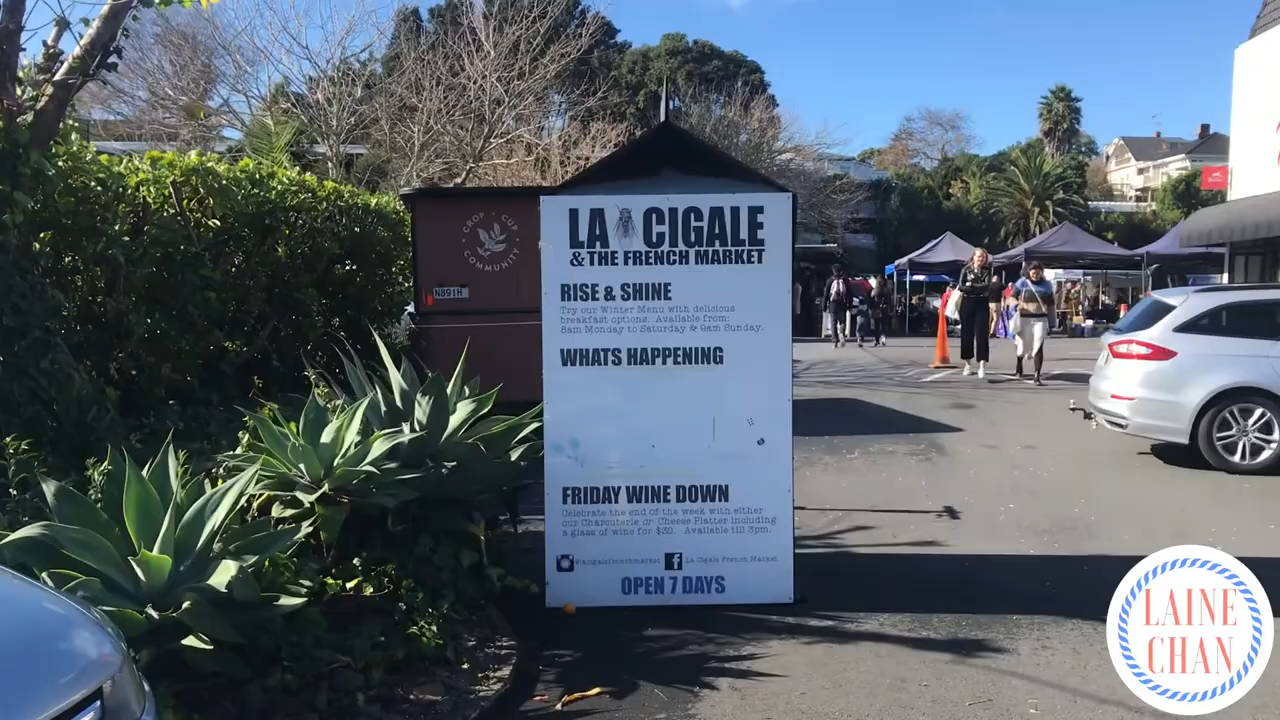 LA CIGALE
& THE FRENCH MARKET
RISE & SHINE
Try our Winter Menu with delicious
breakfast options. Available from:
8am Monday to Saturday & 9am Sunday.
WHATS HAPPENING
FRIDAY WINE DOWN
Celebrate the end of the week with either
our Charcuterie or Cheese Platter including
a glass of wine for $30. Available till 3pm.
@lacigalefrenchmarket La Cigale French Market
OPEN 7 DAYS
CROP · CUP
COMMUNITY
N891H
LAINE
CHAN